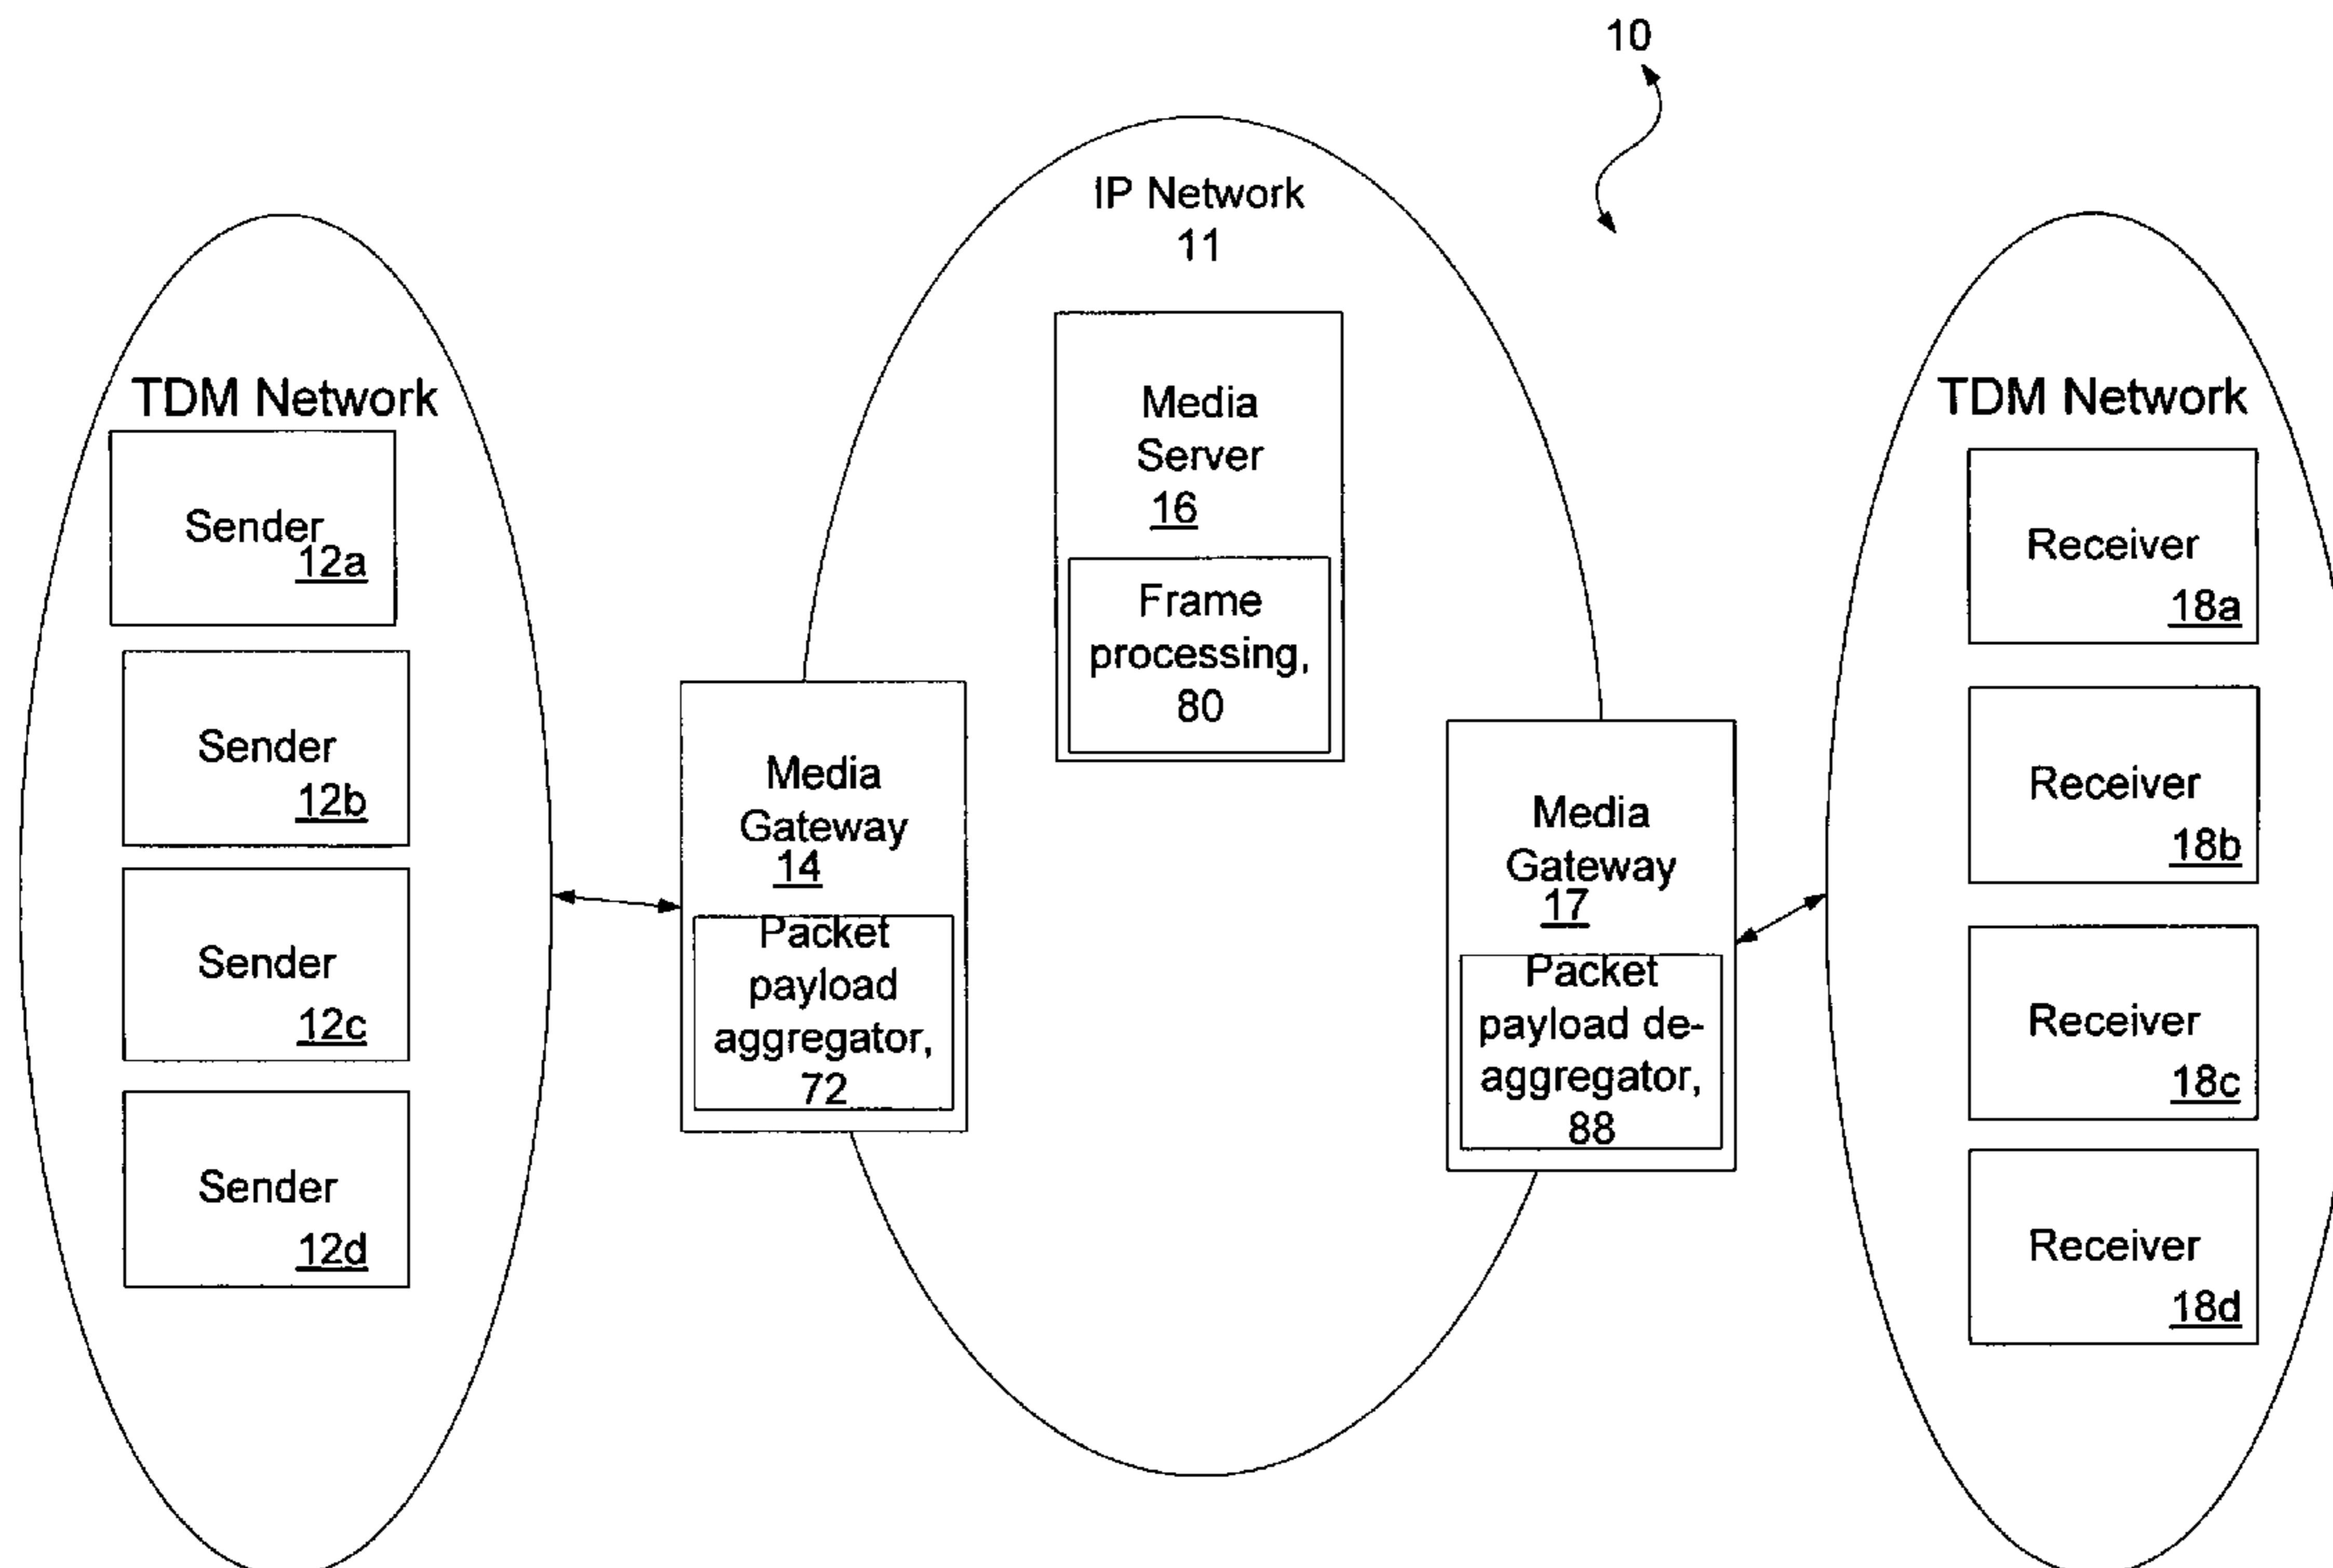 10
IP Network
11
TDM Network
Sender
12a
Sender
12b
Sender
12c
Sender
12d
Media
Server
16
Frame
processing,
80
Media
Gateway
14
Packet
payload
aggregator,
72
Media
Gateway
17
Packet
payload de-
aggregator,
88
TDM Network
Receiver
18a
Receiver
18b
Receiver
18c
Receiver
18d